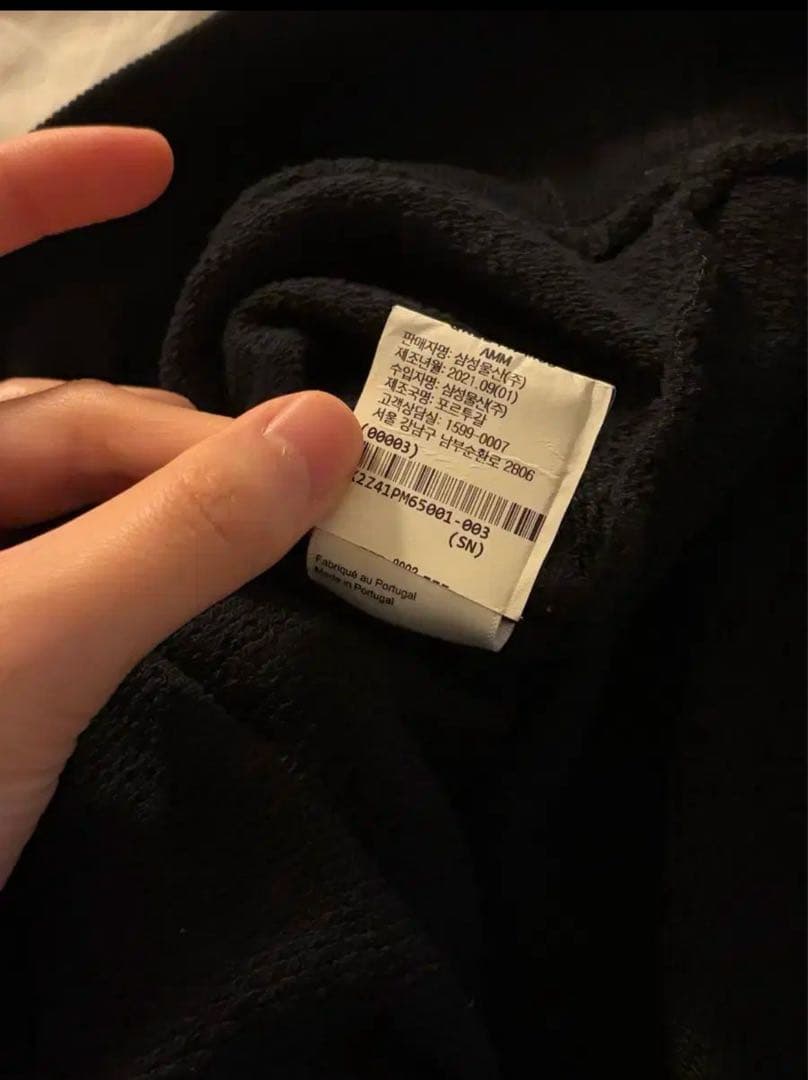 AMM
판매자명: 삼성물산(주)
제조년월: 2021.09(01)
수입자명: 삼성물산(주)
제조국명: 포르투갈
고객상담실: 1599-0007
서울 강남구 남부순환로 2806
(00003)
2Z41PM65001-003
(SN)
Fabriqué au Portugal
Made in Portugal